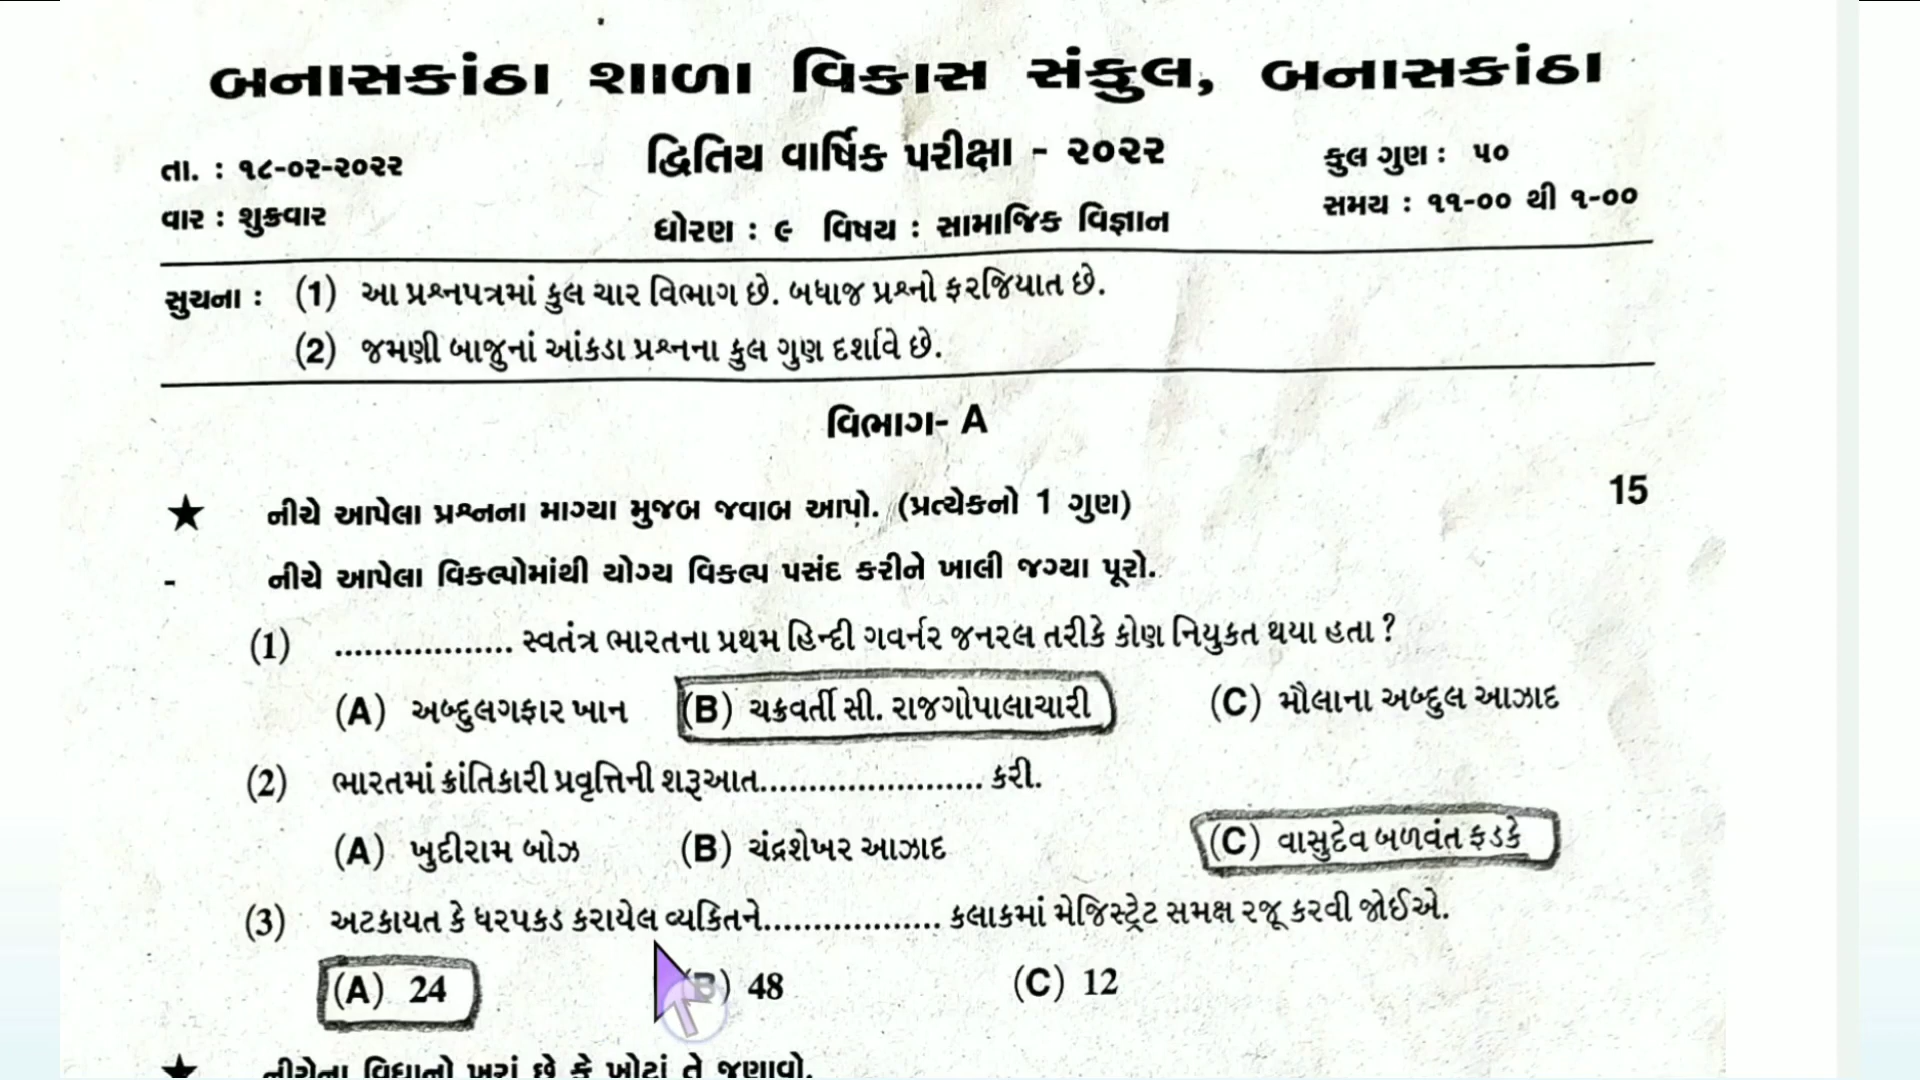 બનાસકાંઠા શાળા વિકાસ સંકુલ, બનાસકાંઠા
તા. : ૧૮-૦૨-૨૦૨૨
દ્વિતિય વાર્ષિક પરીક્ષા - ૨૦૨૨
કુલ ગુણ : ૫૦
વાર : શુક્રવાર
ધોરણ : ૯ વિષય : સામાજિક વિજ્ઞાન
સમય : ૧૧-૦૦ થી ૧-૦૦
સુચના : (1) આ પ્રશ્નપત્રમાં કુલ ચાર વિભાગ છે. બધાજ પ્રશ્નો ફરજિયાત છે.
(2) જમણી બાજુનાં આંકડા પ્રશ્નના કુલ ગુણ દર્શાવે છે.
વિભાગ- A
★ નીચે આપેલા પ્રશ્નના માગ્યા મુજબ જવાબ આપો. (પ્રત્યેકનો 1 ગુણ) 15
- નીચે આપેલા વિકલ્પોમાંથી યોગ્ય વિકલ્પ પસંદ કરીને ખાલી જગ્યા પૂરો.
(1) .................. સ્વતંત્ર ભારતના પ્રથમ હિન્દી ગવર્નર જનરલ તરીકે કોણ નિયુકત થયા હતા ?
(A) અબ્દુલગફાર ખાન (B) ચક્રવર્તી સી. રાજગોપાલાચારી (C) મૌલાના અબ્દુલ આઝાદ
(2) ભારતમાં ક્રાંતિકારી પ્રવૃત્તિની શરૂઆત....................... કરી.
(A) ખુદીરામ બોઝ (B) ચંદ્રશેખર આઝાદ (C) વાસુદેવ બળવંત ફડકે
(3) અટકાયત કે ધરપકડ કરાયેલ વ્યકિતને.................. કલાકમાં મેજિસ્ટ્રેટ સમક્ષ રજૂ કરવી જોઈએ.
(A) 24 (B) 48 (C) 12
★ નીચેના વિધાનો ખરાં છે કે ખોટાં તે જણાવો.